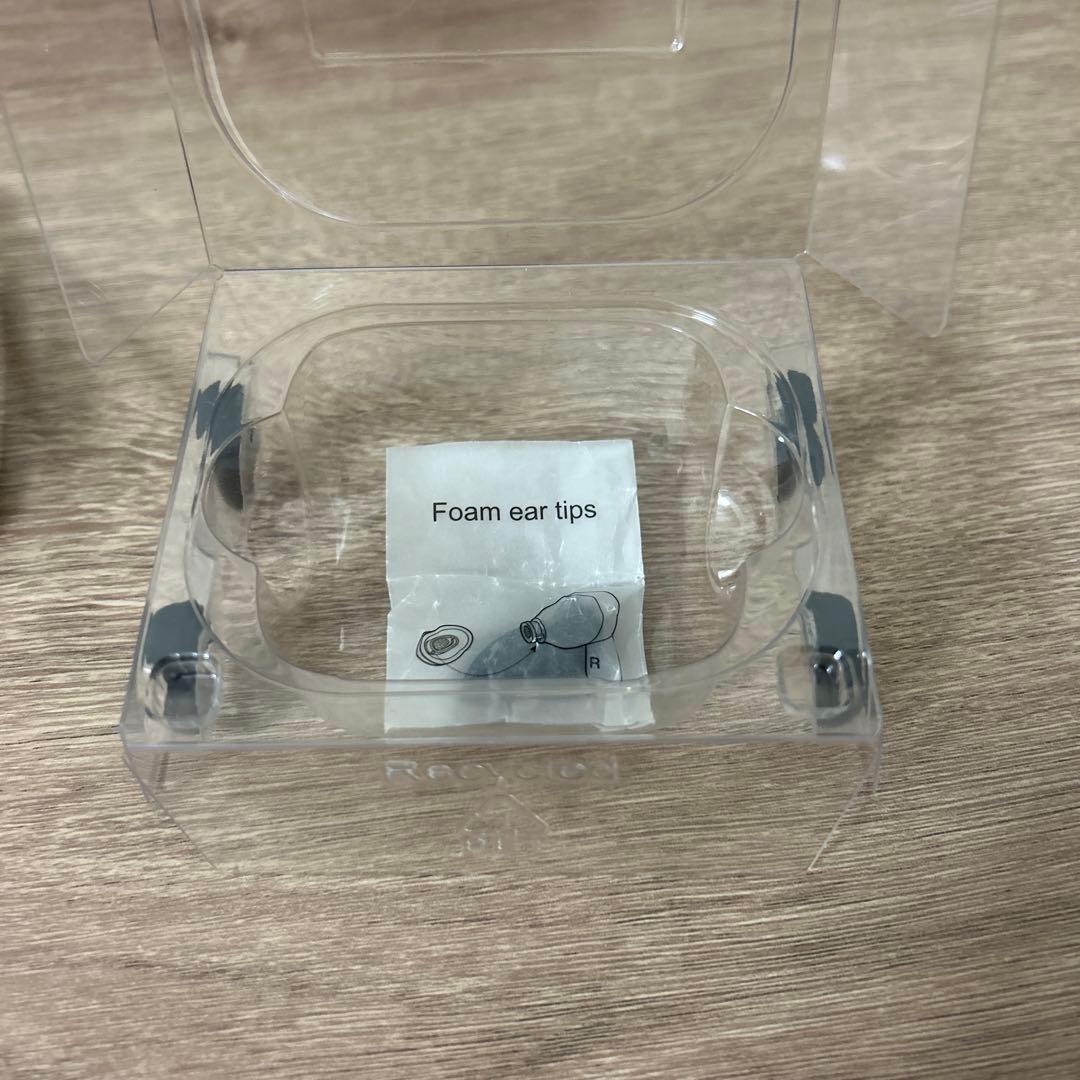 Foam ear tips
R
Recycled